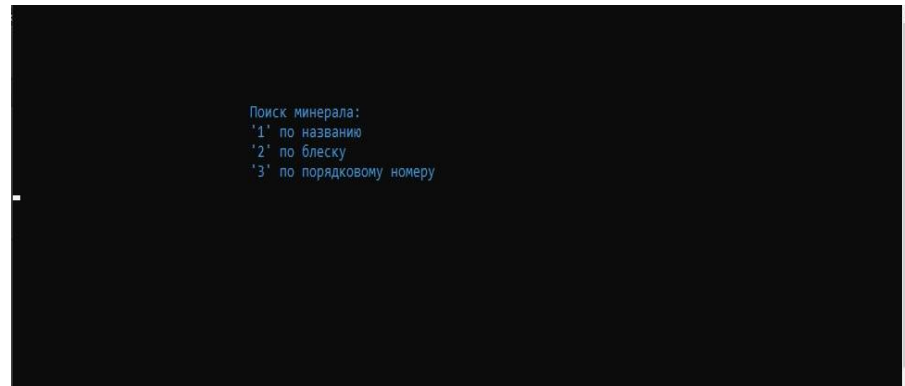 Поиск минерала:
'1' по названию
'2' по блеску
'3' по порядковому номеру